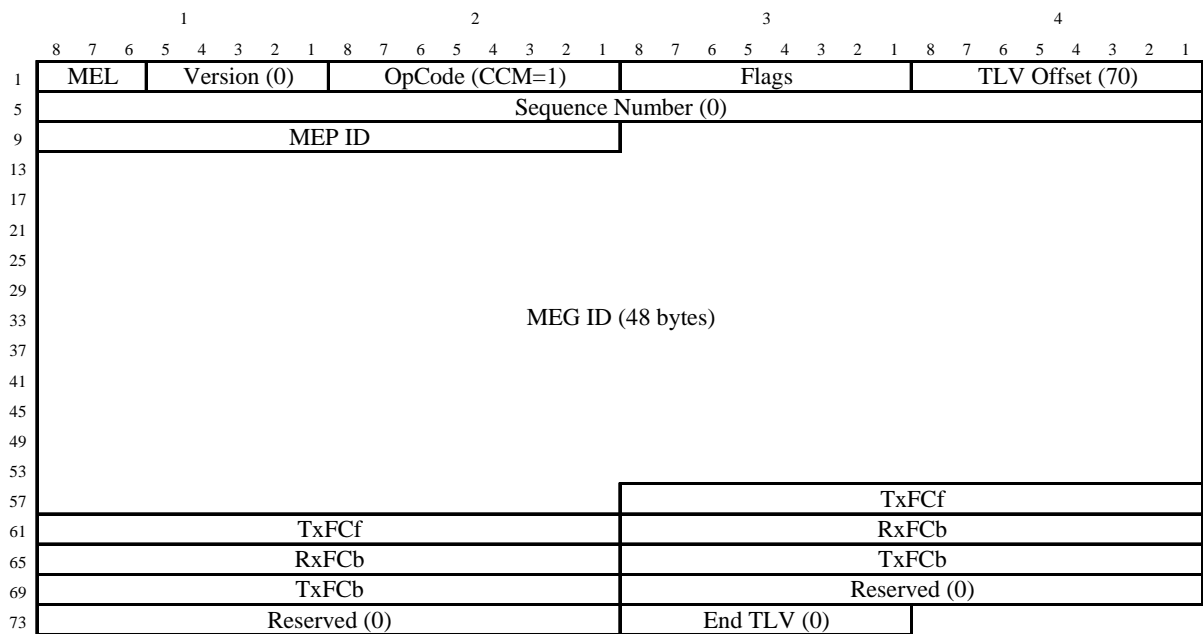 1 2 3 4
8 7 6 5 4 3 2 1 8 7 6 5 4 3 2 1 8 7 6 5 4 3 2 1 8 7 6 5 4 3 2 1
1 MEL Version (0) OpCode (CCM=1) Flags TLV Offset (70)
5 Sequence Number (0)
9 MEP ID
13
17
21
25
29
33 MEG ID (48 bytes)
37
41
45
49
53
57 TxFCf
61 TxFCf RxFCb
65 RxFCb TxFCb
69 TxFCb Reserved (0)
73 Reserved (0) End TLV (0)